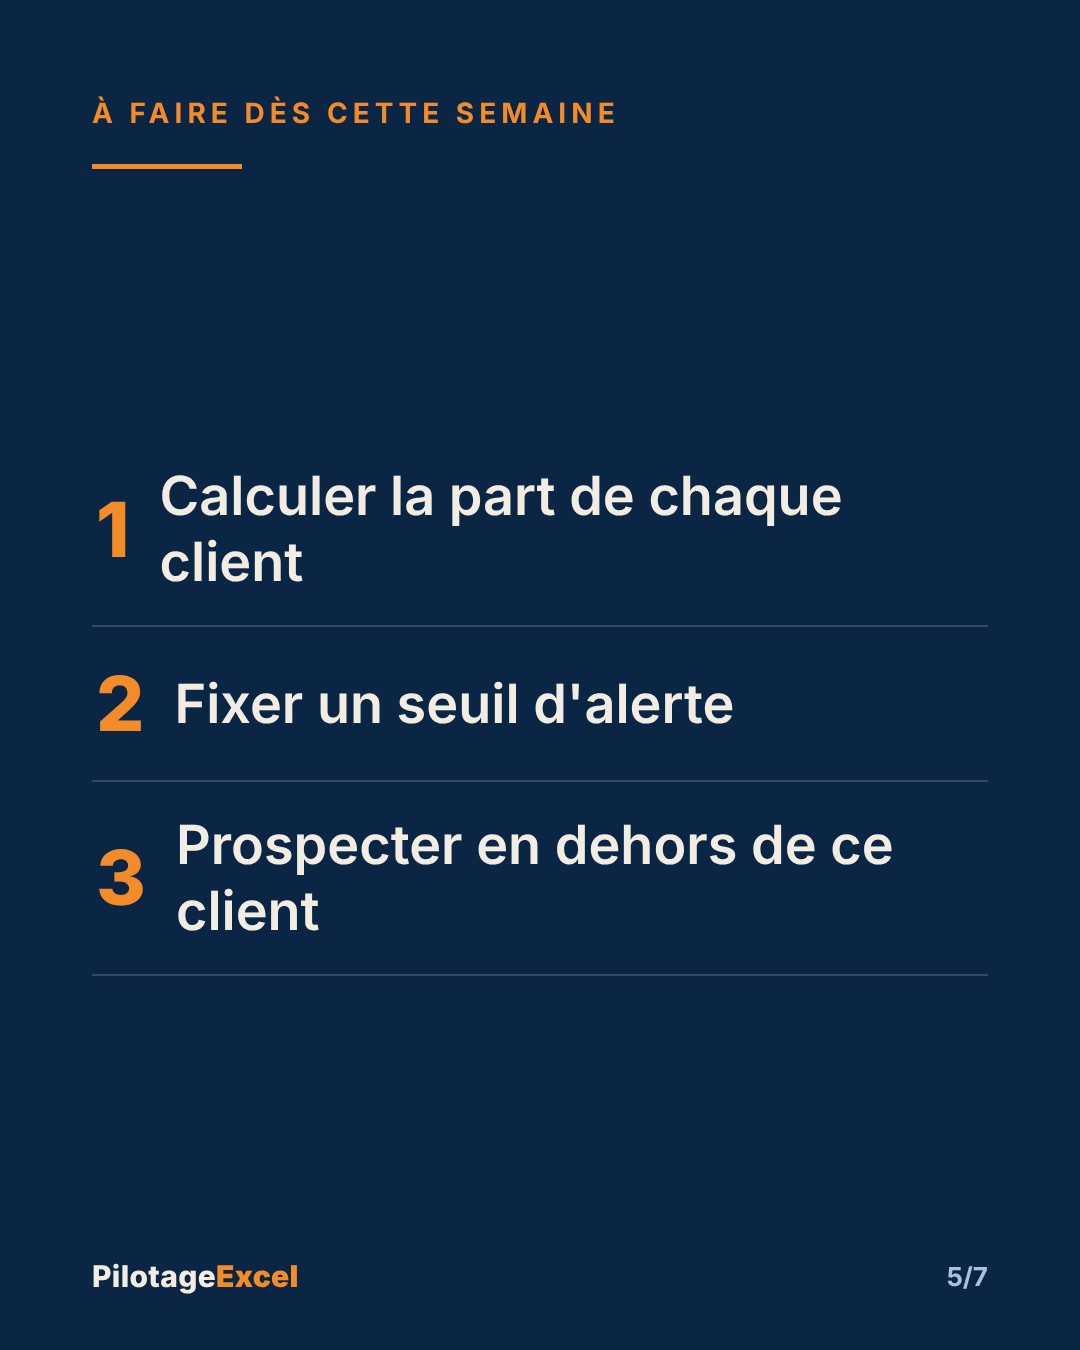 À FAIRE DÈS CETTE SEMAINE
1 Calculer la part de chaque
client
2 Fixer un seuil d'alerte
3 Prospecter en dehors de ce
client
PilotageExcel
5/7